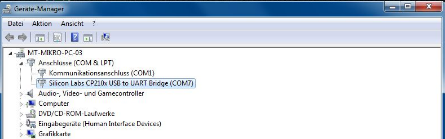 Geräte-Manager
Datei Aktion Ansicht ?
MT-MIKRO-PC-03
Anschlüsse (COM & LPT)
Kommunikationsanschluss (COM1)
Silicon Labs CP210x USB to UART Bridge (COM7)
Audio-, Video- und Gamecontroller
Computer
DVD/CD-ROM-Laufwerke
Eingabegeräte (Human Interface Devices)
Grafikkarte